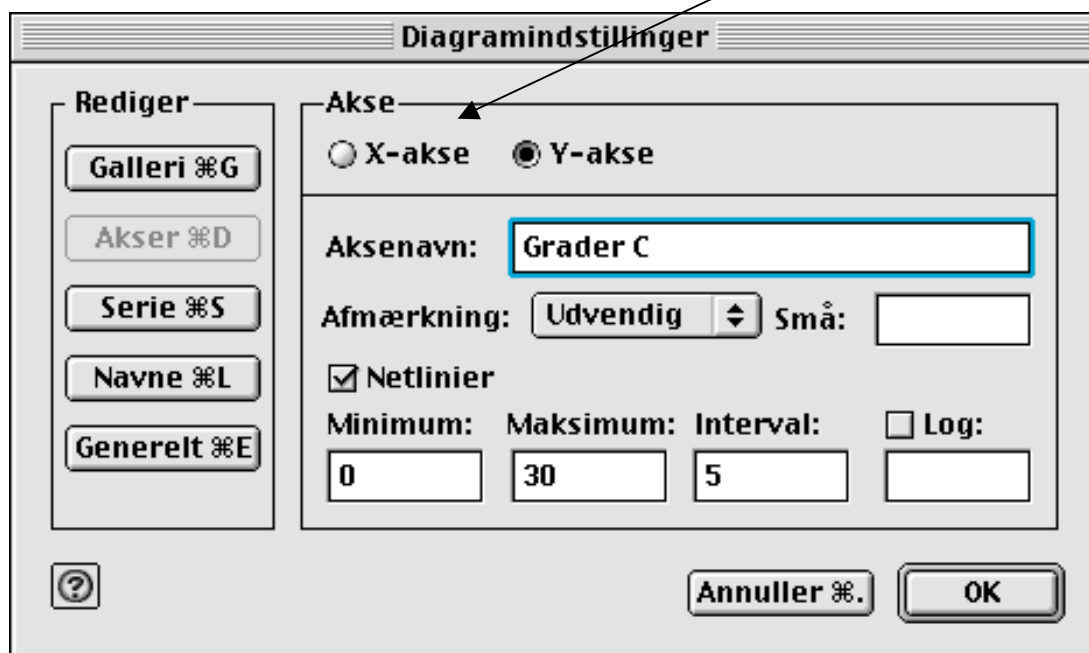 Diagramindstillinger
Rediger
Galleri ⌘G
Akser ⌘D
Serie ⌘S
Navne ⌘L
Generelt ⌘E
Akse
X-akse Y-akse
Aksenavn: Grader C
Afmærkning: Udvendig Små:
Netlinier
Minimum: Maksimum: Interval: Log:
0 30 5
? Annuller ⌘. OK